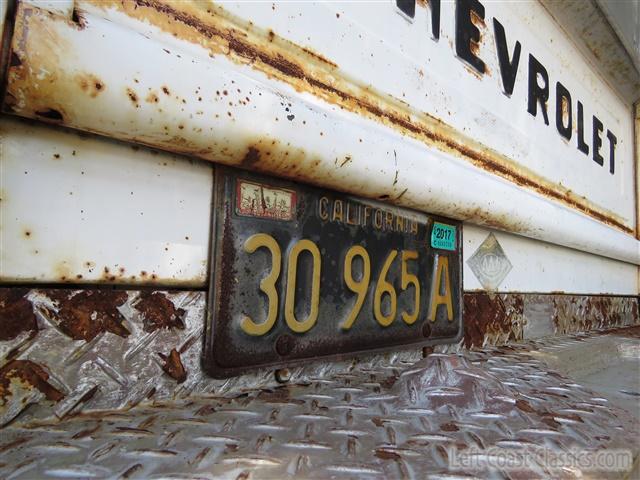 HEVROLET
CALIFORNIA
2017
30 965 A
Left Coast Classics.com